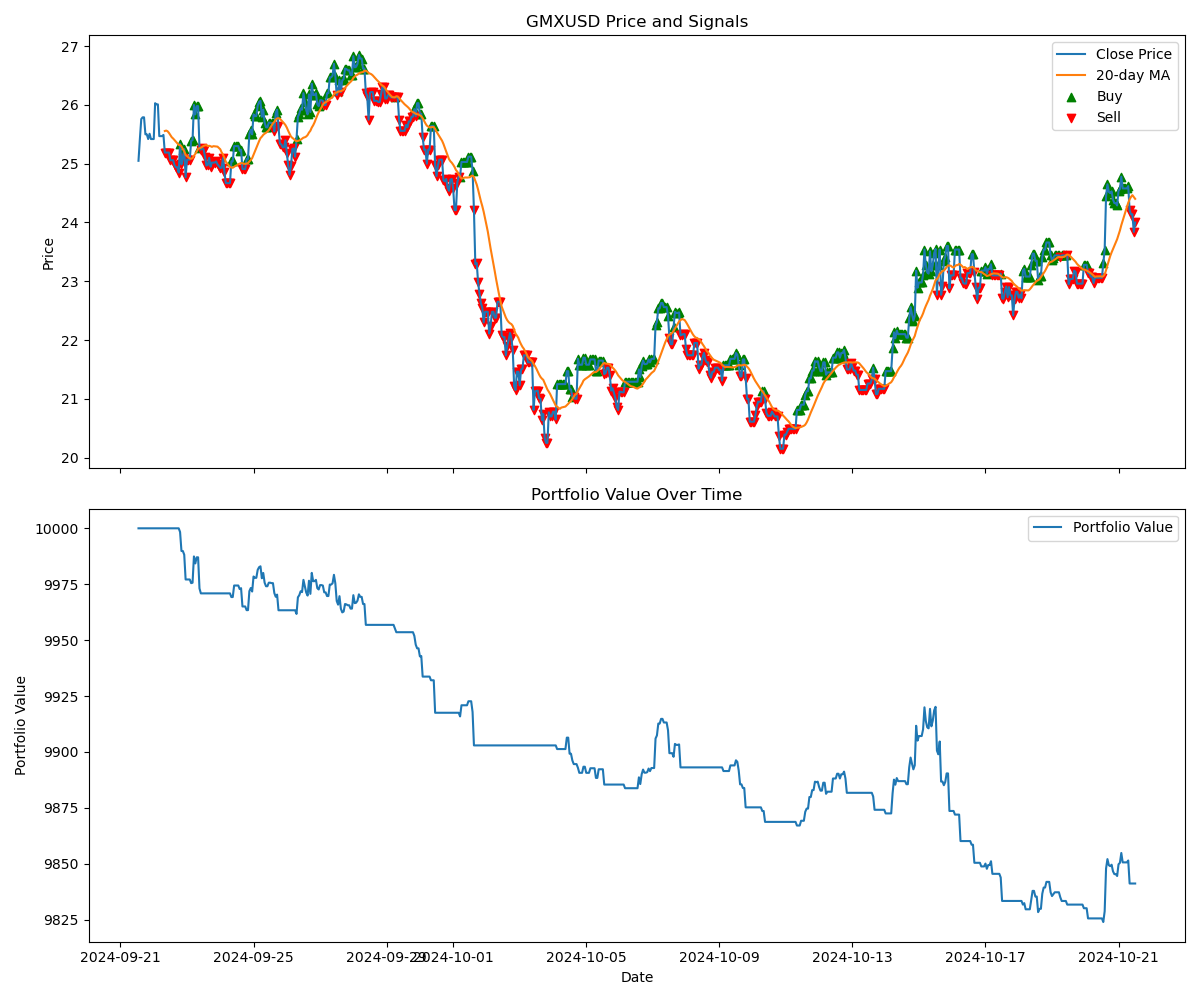 GMXUSD Price and Signals
Price
27
26
25
24
23
22
21
20
Close Price
20-day MA
Buy
Sell
Portfolio Value Over Time
Portfolio Value
10000
9975
9950
9925
9900
9875
9850
9825
Portfolio Value
2024-09-21 2024-09-25 2024-09-29 2024-10-01 2024-10-05 2024-10-09 2024-10-13 2024-10-17 2024-10-21
Date